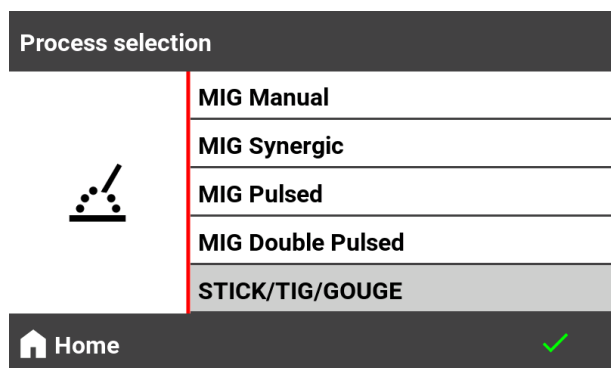 Process selection
MIG Manual
MIG Synergic
MIG Pulsed
MIG Double Pulsed
STICK/TIG/GOUGE
Home